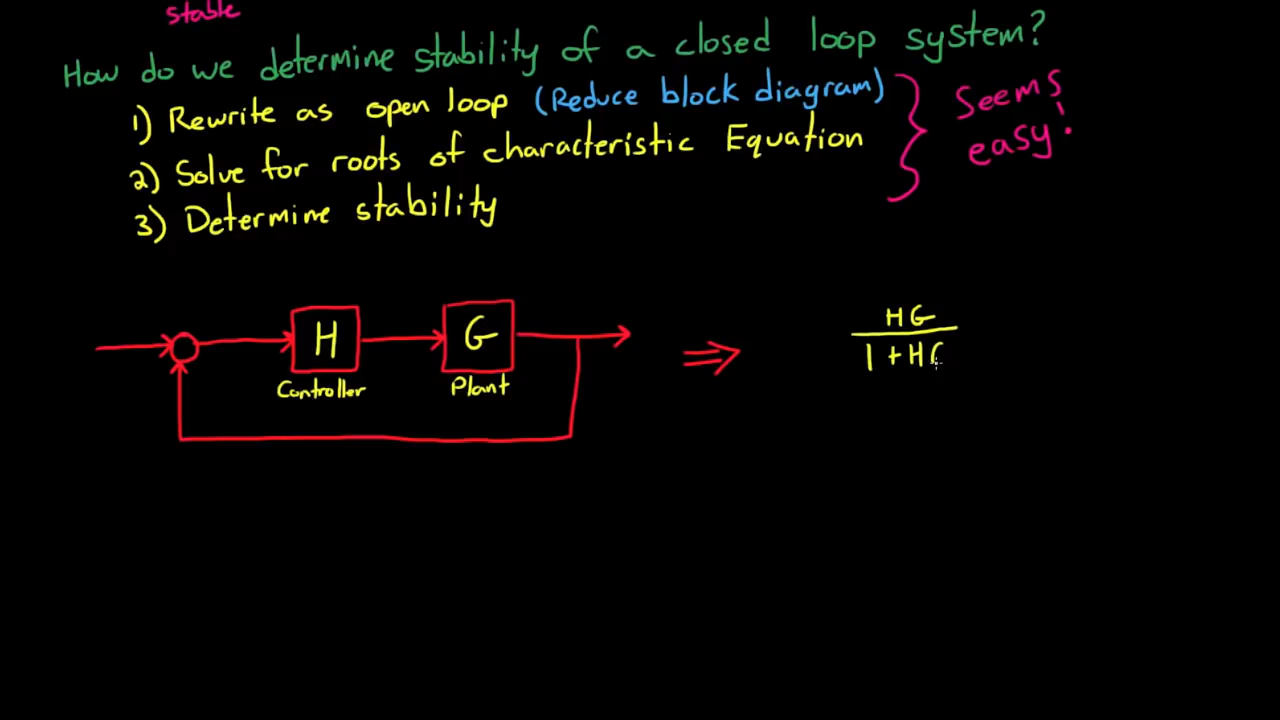 stable
How do we determine stability of a closed loop system?
1) Rewrite as open loop (Reduce block diagram)
2) Solve for roots of characteristic Equation
3) Determine stability
Seems
easy!
H
Controller
G
Plant
⇒
HG
1 + HG